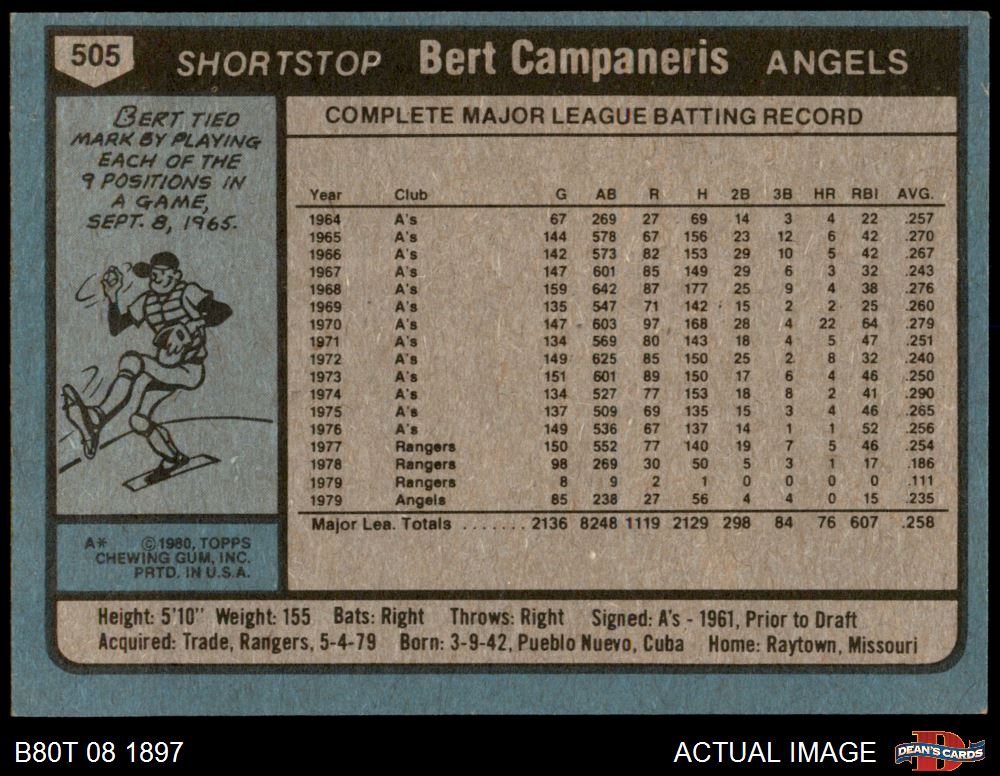 505 SHORTSTOP Bert Campaneris ANGELS
BERT TIED
MARK BY PLAYING
EACH OF THE
9 POSITIONS IN
A GAME,
SEPT. 8, 1965.
COMPLETE MAJOR LEAGUE BATTING RECORD
Year Club G AB R H 2B 3B HR RBI AVG.
1964 A's 67 269 27 69 14 3 4 22 .257
1965 A's 144 578 67 156 23 12 6 42 .270
1966 A's 142 573 82 153 29 10 5 42 .267
1967 A's 147 601 85 149 29 6 3 32 .243
1968 A's 159 642 87 177 25 9 4 38 .276
1969 A's 135 547 71 142 15 2 2 25 .260
1970 A's 147 603 97 168 28 4 22 64 .279
1971 A's 134 569 80 143 18 4 5 47 .251
1972 A's 149 625 85 150 25 2 8 32 .240
1973 A's 151 601 89 150 17 6 4 46 .250
1974 A's 134 527 77 153 18 8 2 41 .290
1975 A's 137 509 69 135 15 3 4 46 .265
1976 A's 149 536 67 137 14 1 1 52 .256
1977 Rangers 150 552 77 140 19 7 5 46 .254
1978 Rangers 98 269 30 50 5 3 1 17 .186
1979 Rangers 8 9 2 1 0 0 0 0 .111
1979 Angels 85 238 27 56 4 4 0 15 .235
Major Lea. Totals ....... 2136 8248 1119 2129 298 84 76 607 .258
A* ©1980, TOPPS
CHEWING GUM, INC.
PRTD. IN U.S.A.
Height: 5'10" Weight: 155 Bats: Right Throws: Right Signed: A's - 1961, Prior to Draft
Acquired: Trade, Rangers, 5-4-79 Born: 3-9-42, Pueblo Nuevo, Cuba Home: Raytown, Missouri
B80T 08 1897 ACTUAL IMAGE DEAN'S CARDS